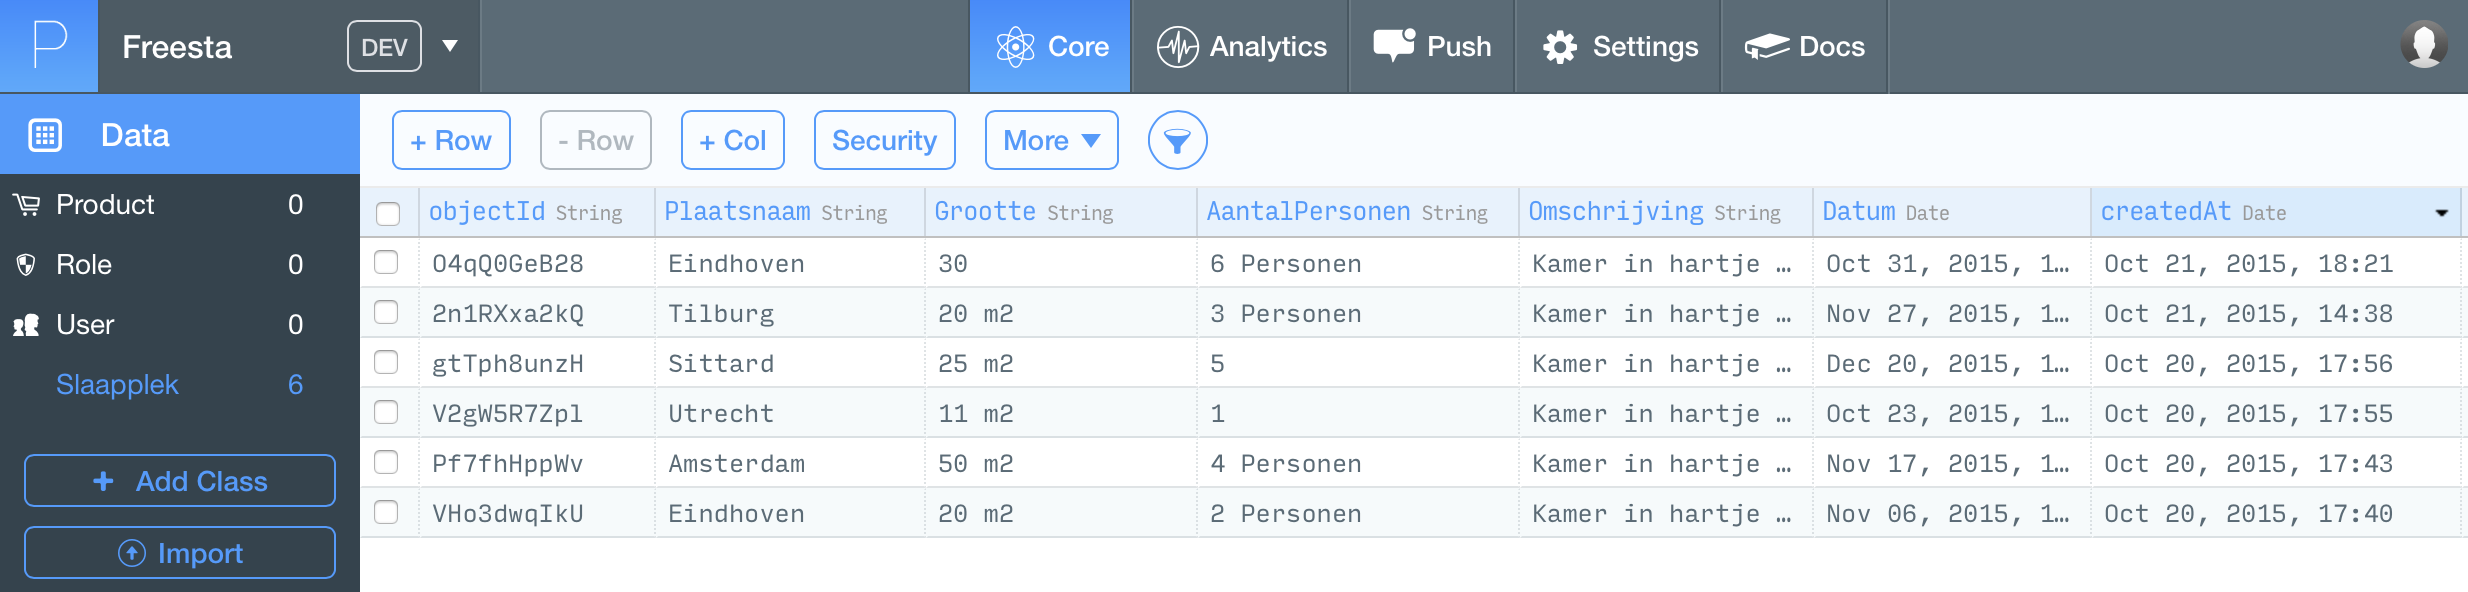 P Freesta DEV Core Analytics Push Settings Docs
Data
Product 0
Role 0
User 0
Slaapplek 6
+ Add Class
Import
+ Row - Row + Col Security More
objectId String Plaatsnaam String Grootte String AantalPersonen String Omschrijving String Datum Date createdAt Date
O4qQ0GeB28 Eindhoven 30 6 Personen Kamer in hartje … Oct 31, 2015, 1… Oct 21, 2015, 18:21
2n1RXxa2kQ Tilburg 20 m2 3 Personen Kamer in hartje … Nov 27, 2015, 1… Oct 21, 2015, 14:38
gtTph8unzH Sittard 25 m2 5 Kamer in hartje … Dec 20, 2015, 1… Oct 20, 2015, 17:56
V2gW5R7Zpl Utrecht 11 m2 1 Kamer in hartje … Oct 23, 2015, 1… Oct 20, 2015, 17:55
Pf7fhHppWv Amsterdam 50 m2 4 Personen Kamer in hartje … Nov 17, 2015, 1… Oct 20, 2015, 17:43
VHo3dwqIkU Eindhoven 20 m2 2 Personen Kamer in hartje … Nov 06, 2015, 1… Oct 20, 2015, 17:40